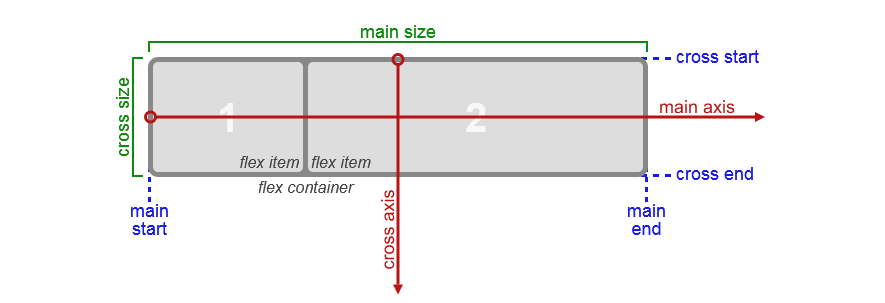 main size
cross start
cross size
1
2
main axis
flex item
flex item
cross end
flex container
cross axis
main
start
main
end